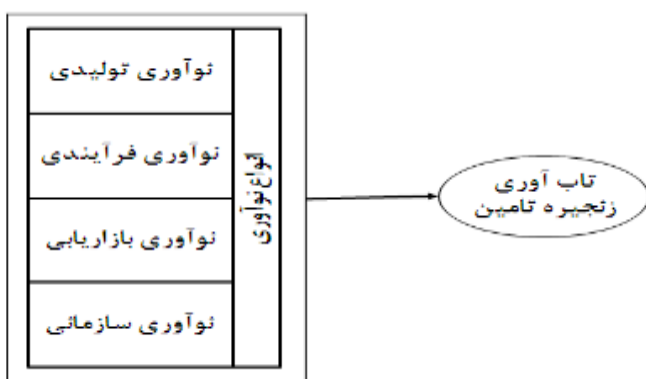 نوآوری تولیدی
نوآوری فرآیندی
نوآوری بازاریابی
نوآوری سازمانی
انواع نوآوری
تاب آوری
زنجیره تامین